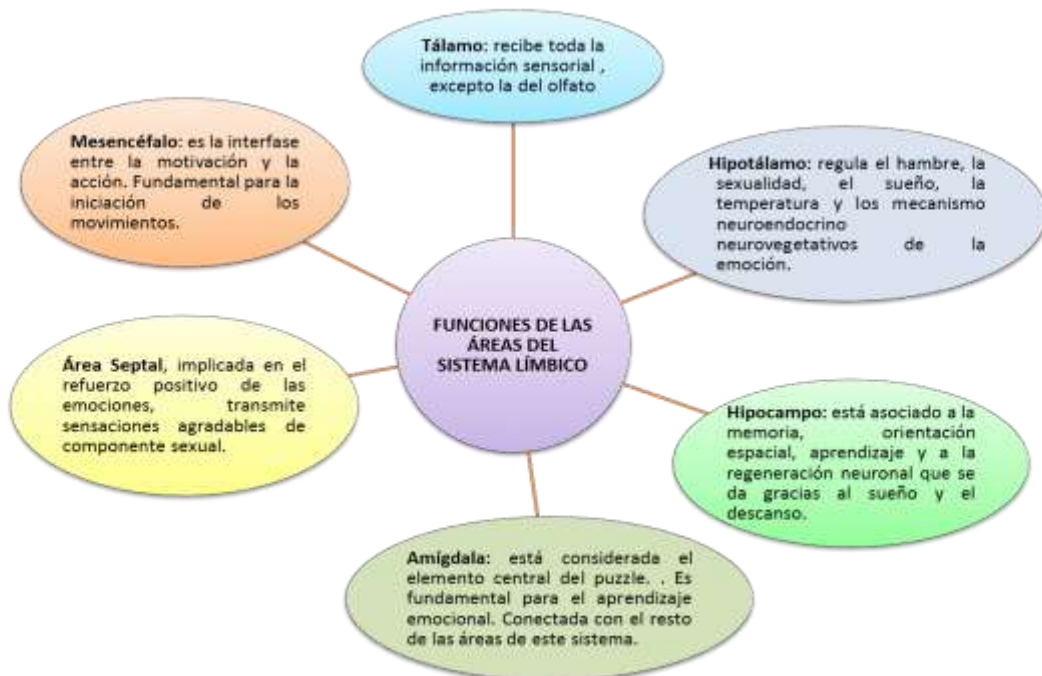 Tálamo: recibe toda la
información sensorial ,
excepto la del olfato
Mesencéfalo: es la interfase
entre la motivación y la
acción. Fundamental para la
iniciación de los
movimientos.
Hipotálamo: regula el hambre, la
sexualidad, el sueño, la
temperatura y los mecanismo
neuroendocrino
neurovegetativos de la
emoción.
FUNCIONES DE LAS
ÁREAS DEL
SISTEMA LÍMBICO
Área Septal, implicada en el
refuerzo positivo de las
emociones, transmite
sensaciones agradables de
componente sexual.
Hipocampo: está asociado a la
memoria, orientación
espacial, aprendizaje y a la
regeneración neuronal que se
da gracias al sueño y el
descanso.
Amígdala: está considerada el
elemento central del puzzle. . Es
fundamental para el aprendizaje
emocional. Conectada con el resto
de las áreas de este sistema.